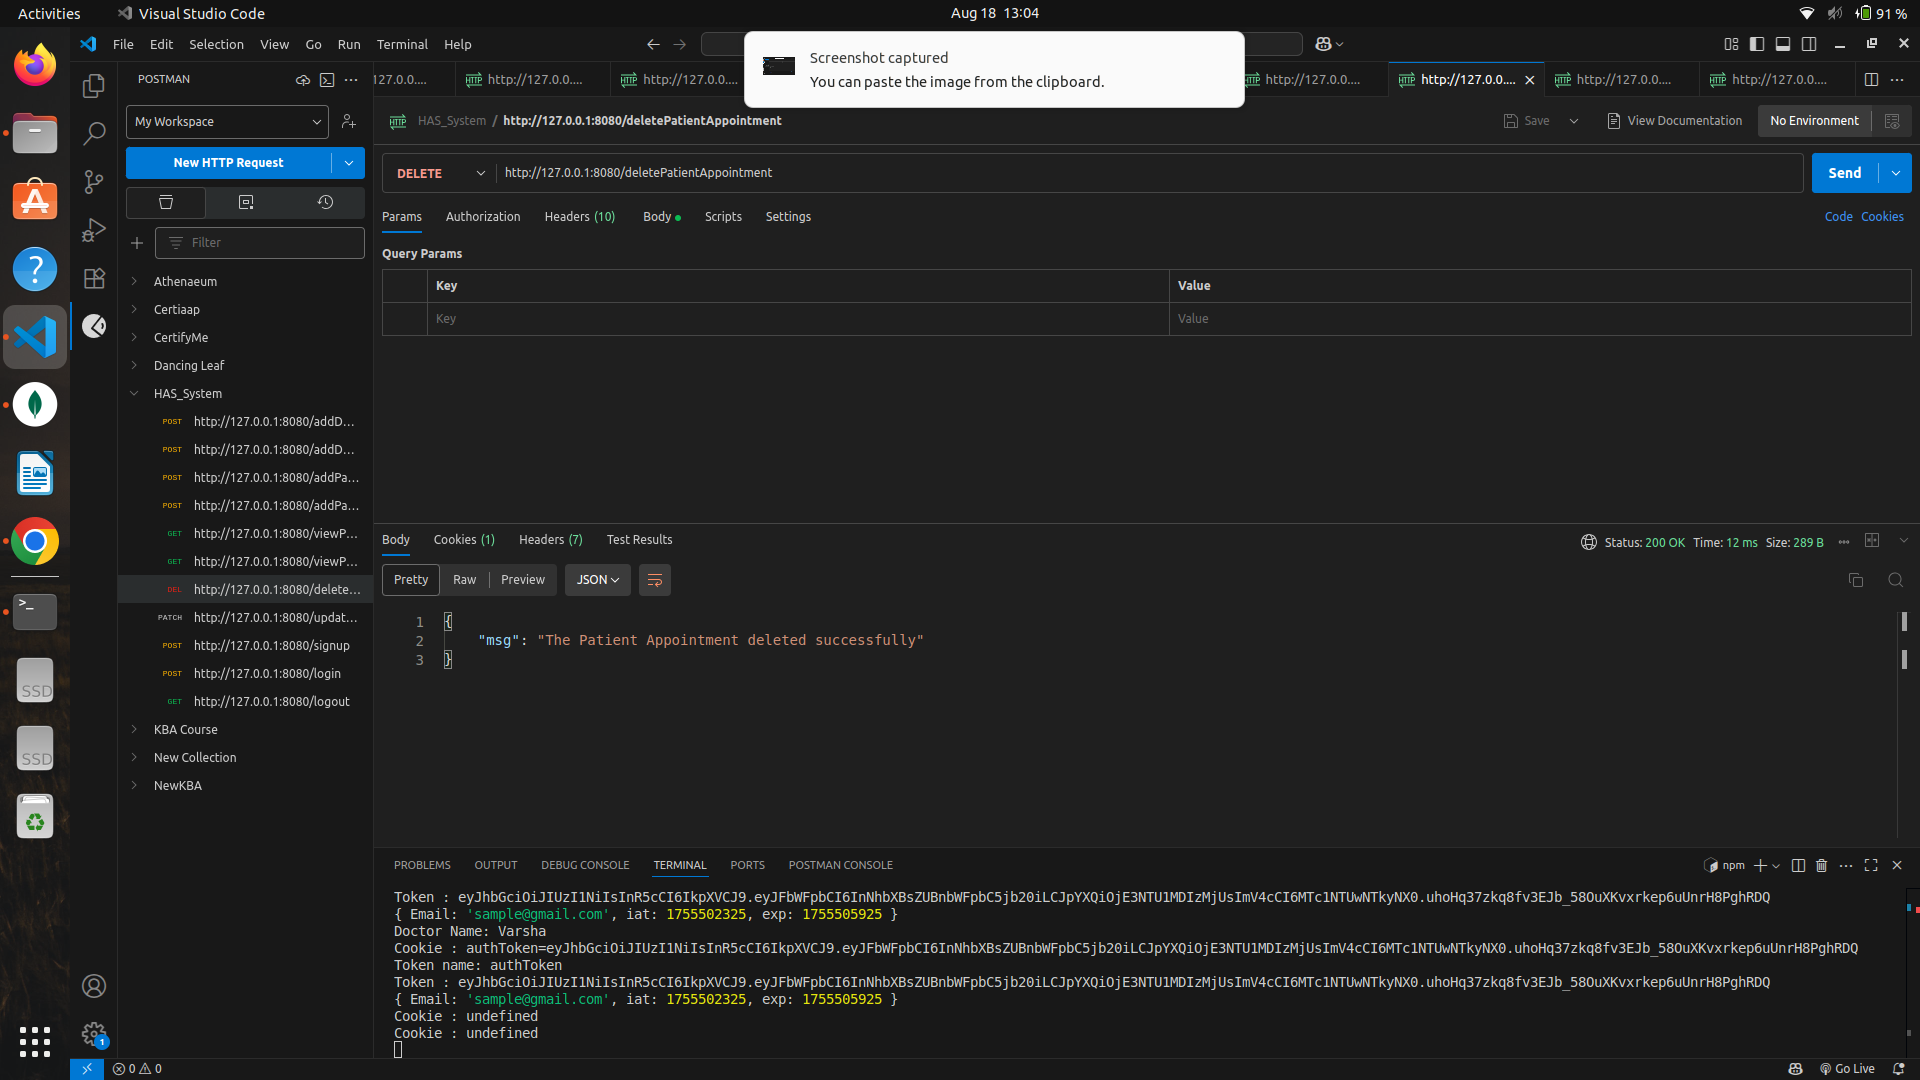 Activities
Visual Studio Code
Aug 18 13:04
91 %
File Edit Selection View Go Run Terminal Help
Screenshot captured
You can paste the image from the clipboard.
POSTMAN
127.0.0....
http://127.0.0....
http://127.0.0....
http://127.0.0....
http://127.0.0....
http://127.0.0....
http://127.0.0....
My Workspace
HAS_System / http://127.0.0.1:8080/deletePatientAppointment
Save
View Documentation
No Environment
New HTTP Request
DELETE
http://127.0.0.1:8080/deletePatientAppointment
Send
Params Authorization Headers (10) Body Scripts Settings
Code Cookies
Filter
Query Params
Key Value
Key Value
Athenaeum
Certiaap
CertifyMe
Dancing Leaf
HAS_System
POST http://127.0.0.1:8080/addD...
POST http://127.0.0.1:8080/addD...
POST http://127.0.0.1:8080/addPa...
POST http://127.0.0.1:8080/addPa...
GET http://127.0.0.1:8080/viewP...
GET http://127.0.0.1:8080/viewP...
DEL http://127.0.0.1:8080/delete...
PATCH http://127.0.0.1:8080/updat...
POST http://127.0.0.1:8080/signup
POST http://127.0.0.1:8080/login
GET http://127.0.0.1:8080/logout
KBA Course
New Collection
NewKBA
SSD
SSD
Body Cookies (1) Headers (7) Test Results
Status: 200 OK Time: 12 ms Size: 289 B
Pretty Raw Preview JSON
1 {
2 "msg": "The Patient Appointment deleted successfully"
3 }
PROBLEMS OUTPUT DEBUG CONSOLE TERMINAL PORTS POSTMAN CONSOLE
npm
Token : eyJhbGciOiJIUzI1NiIsInR5cCI6IkpXVCJ9.eyJFbWFpbCI6InNhbXBsZUBnbWFpbC5jb20iLCJpYXQiOjE3NTU1MDIzMjUsImV4cCI6MTc1NTUwNTkyNX0.uhoHq37zkq8fv3EJb_58OuXKvxrkep6uUnrH8PghRDQ
{ Email: 'sample@gmail.com', iat: 1755502325, exp: 1755505925 }
Doctor Name: Varsha
Cookie : authToken=eyJhbGciOiJIUzI1NiIsInR5cCI6IkpXVCJ9.eyJFbWFpbCI6InNhbXBsZUBnbWFpbC5jb20iLCJpYXQiOjE3NTU1MDIzMjUsImV4cCI6MTc1NTUwNTkyNX0.uhoHq37zkq8fv3EJb_58OuXKvxrkep6uUnrH8PghRDQ
Token name: authToken
Token : eyJhbGciOiJIUzI1NiIsInR5cCI6IkpXVCJ9.eyJFbWFpbCI6InNhbXBsZUBnbWFpbC5jb20iLCJpYXQiOjE3NTU1MDIzMjUsImV4cCI6MTc1NTUwNTkyNX0.uhoHq37zkq8fv3EJb_58OuXKvxrkep6uUnrH8PghRDQ
{ Email: 'sample@gmail.com', iat: 1755502325, exp: 1755505925 }
Cookie : undefined
Cookie : undefined
1
0 0
Go Live